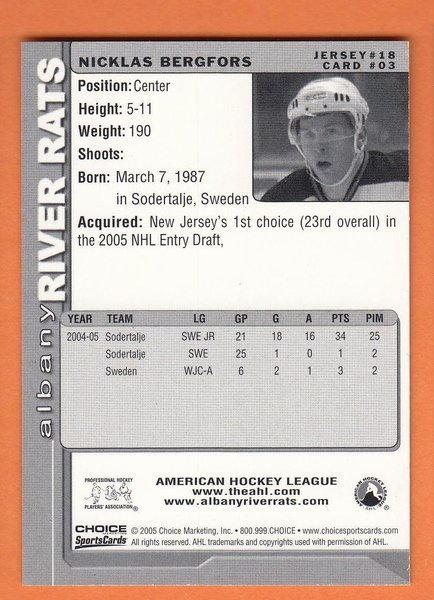 NICKLAS BERGFORS
JERSEY#18
CARD #03
albany RIVER RATS
Position: Center
Height: 5-11
Weight: 190
Shoots:
Born: March 7, 1987
in Sodertalje, Sweden
Acquired: New Jersey's 1st choice (23rd overall) in
the 2005 NHL Entry Draft,
YEAR TEAM LG GP G A PTS PIM
2004-05 Sodertalje SWE JR 21 18 16 34 25
Sodertalje SWE 25 1 0 1 2
Sweden WJC-A 6 2 1 3 2
PROFESSIONAL HOCKEY
PLAYERS' ASSOCIATION
AMERICAN HOCKEY LEAGUE
www.theahl.com
www.albanyriverrats.com
AMERICAN HOCKEY LEAGUE
AHL
CHOICE
SportsCards
© 2005 Choice Marketing, Inc. • 800.999.CHOICE • www.choicesportscards.com
All rights reserved. AHL trademarks and copyrights used with permission of AHL.